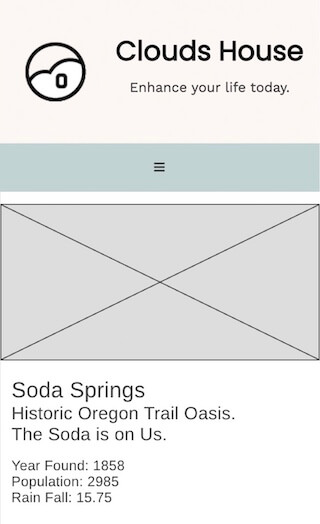 Clouds House
Enhance your life today.
Soda Springs
Historic Oregon Trail Oasis.
The Soda is on Us.
Year Found: 1858
Population: 2985
Rain Fall: 15.75